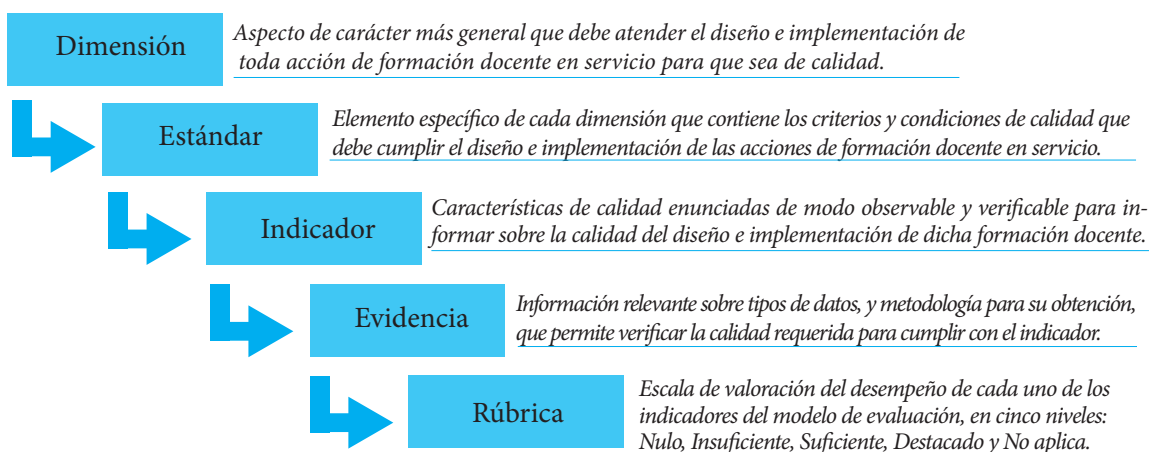 Dimensión
Aspecto de carácter más general que debe atender el diseño e implementación de
toda acción de formación docente en servicio para que sea de calidad.
Estándar
Elemento específico de cada dimensión que contiene los criterios y condiciones de calidad que
debe cumplir el diseño e implementación de las acciones de formación docente en servicio.
Indicador
Características de calidad enunciadas de modo observable y verificable para in-
formar sobre la calidad del diseño e implementación de dicha formación docente.
Evidencia
Información relevante sobre tipos de datos, y metodología para su obtención,
que permite verificar la calidad requerida para cumplir con el indicador.
Rúbrica
Escala de valoración del desempeño de cada uno de los
indicadores del modelo de evaluación, en cinco niveles:
Nulo, Insuficiente, Suficiente, Destacado y No aplica.